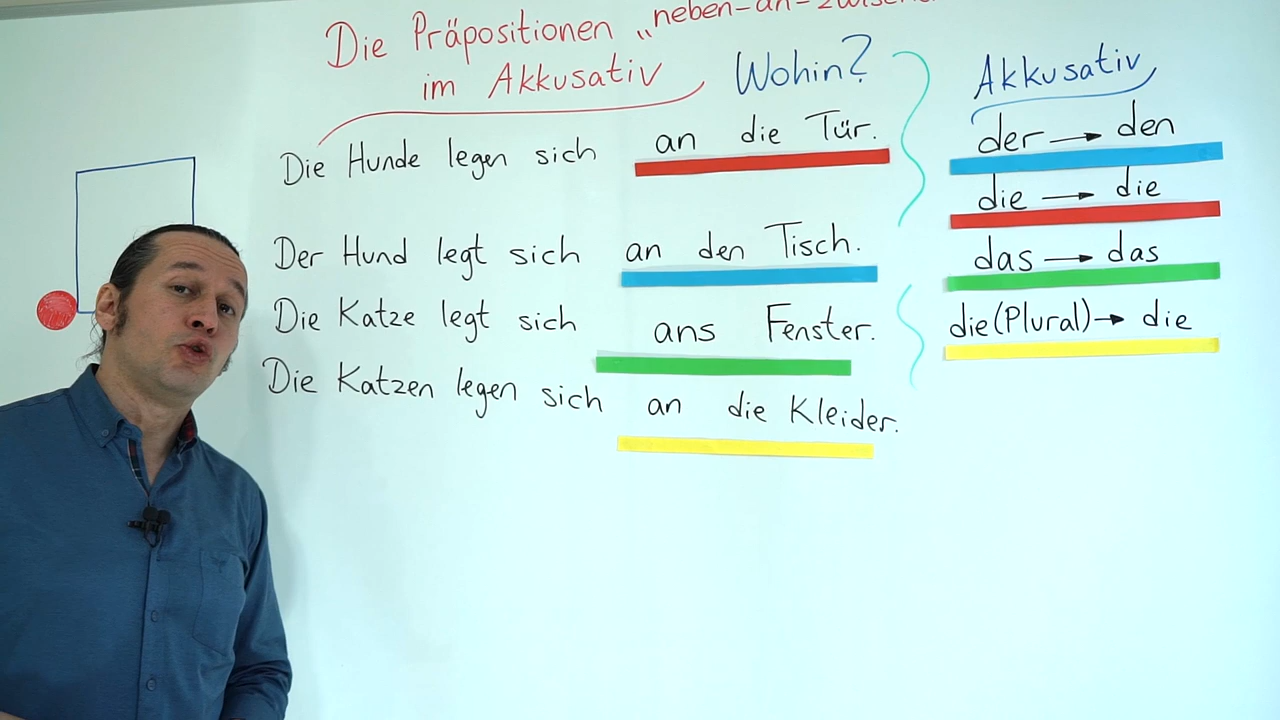 Die Präpositionen „neben-an-zwischen
im Akkusativ Wohin?
Die Hunde legen sich an die Tür.
Der Hund legt sich an den Tisch.
Die Katze legt sich ans Fenster.
Die Katzen legen sich an die Kleider.
Akkusativ
der → den
die → die
das → das
die (Plural) → die